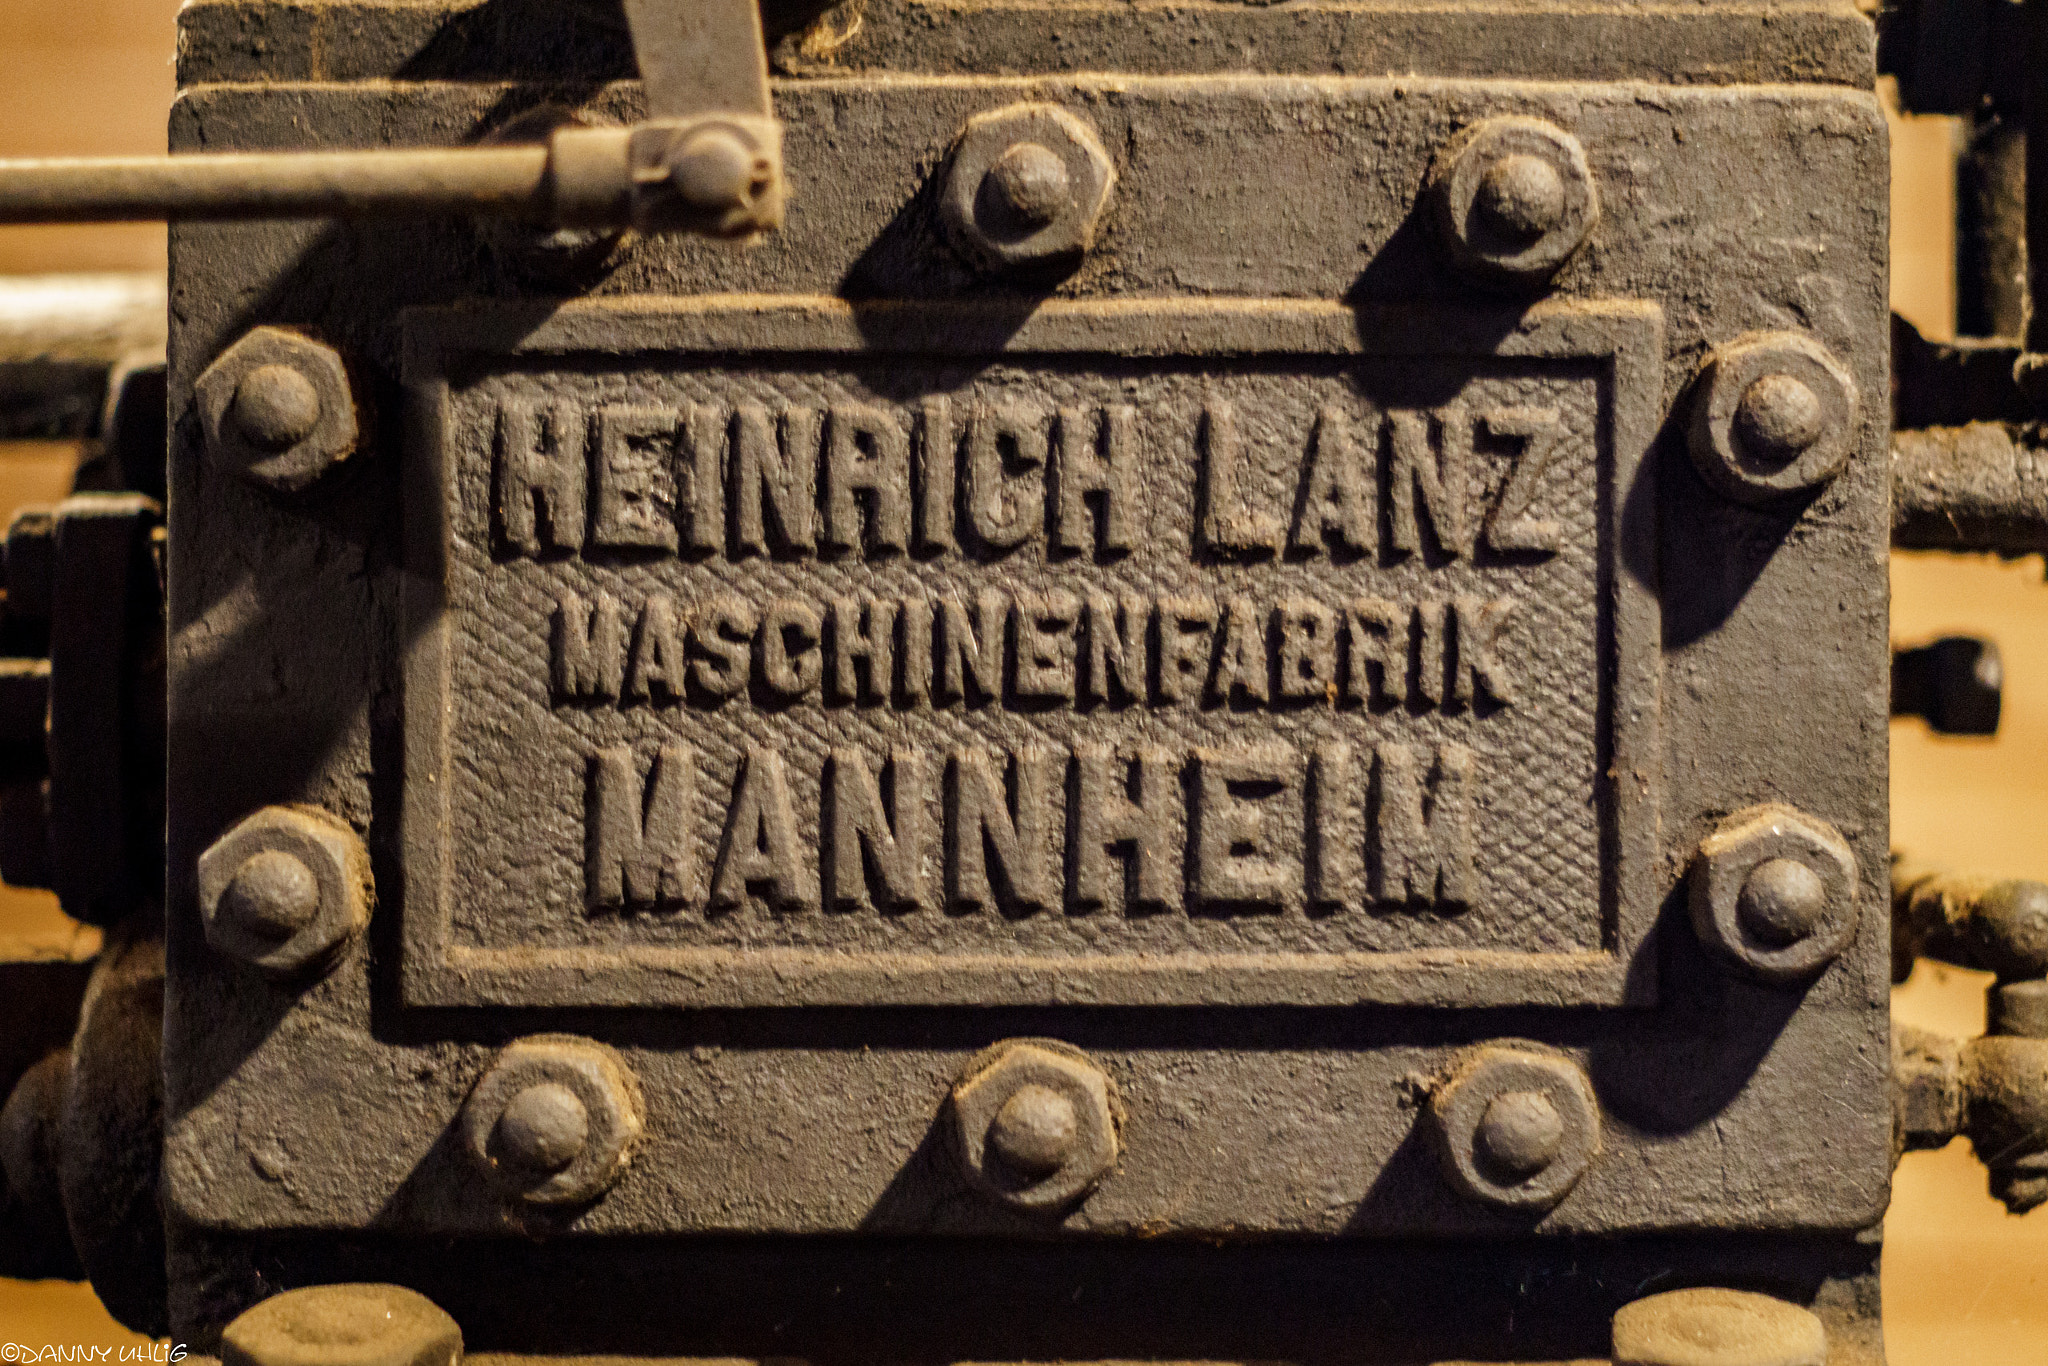 HEINRICH LANZ
MASCHINENFABRIK
MANNHEIM
©DANNY UHLIG